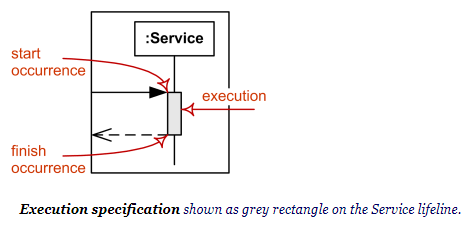 :Service
start
occurrence
execution
finish
occurrence
Execution specification shown as grey rectangle on the Service lifeline.